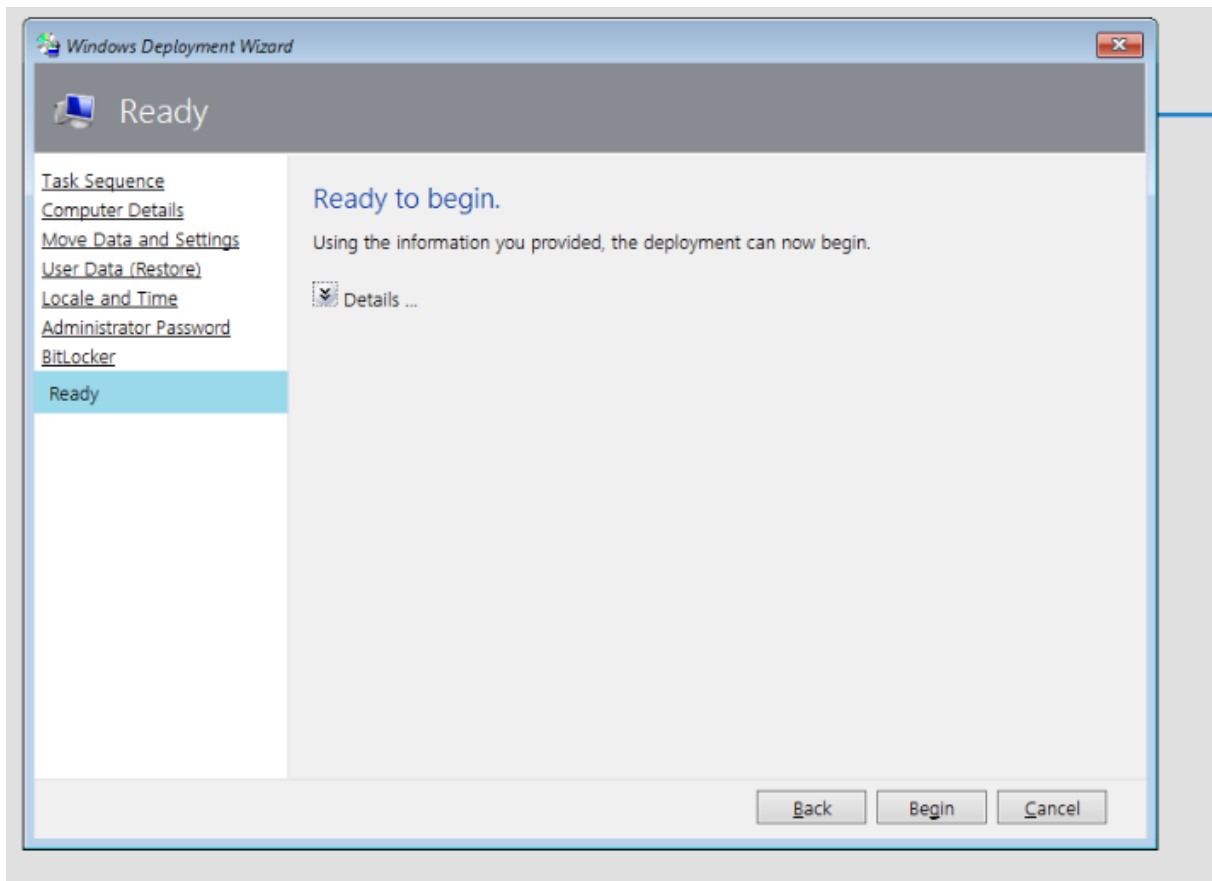 Windows Deployment Wizard
Ready
Task Sequence
Computer Details
Move Data and Settings
User Data (Restore)
Locale and Time
Administrator Password
BitLocker
Ready
Ready to begin.
Using the information you provided, the deployment can now begin.
Details ...
Back Begin Cancel